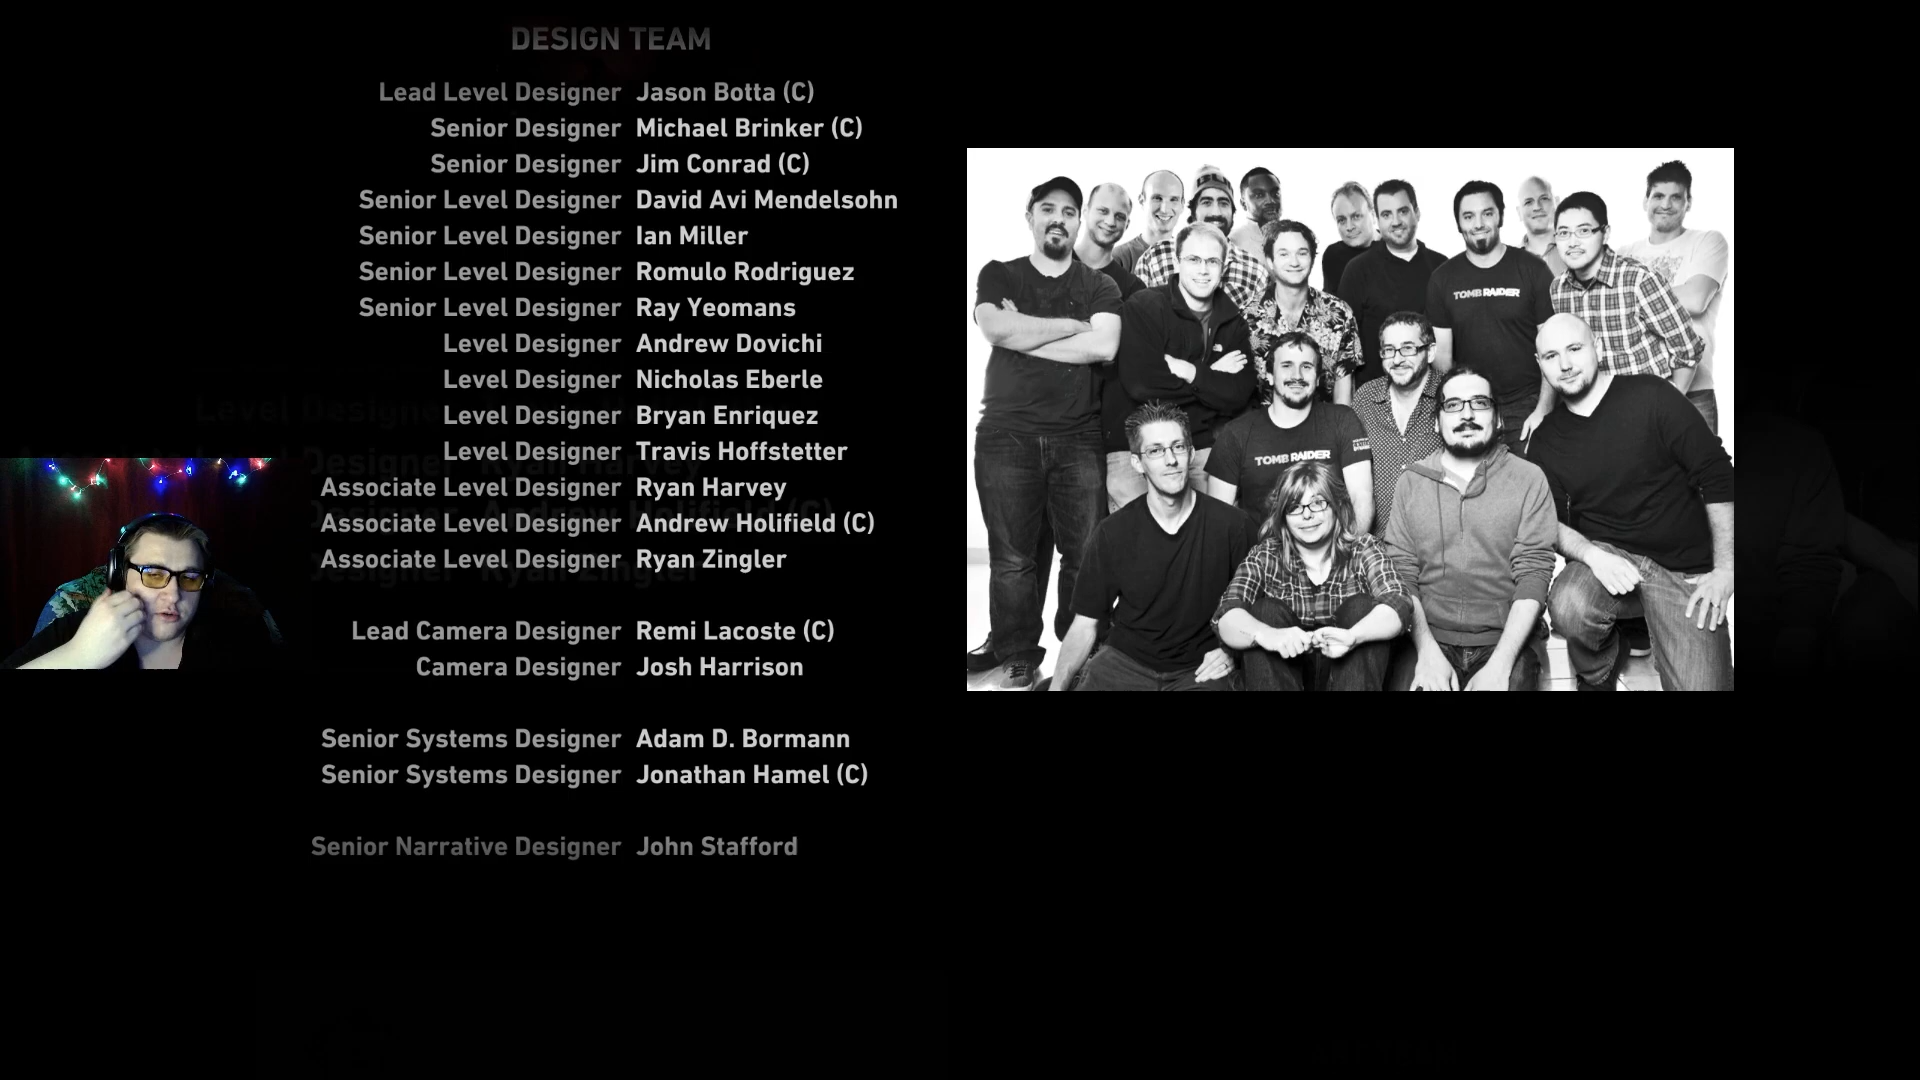 DESIGN TEAM
Lead Level Designer Jason Botta (C)
Senior Designer Michael Brinker (C)
Senior Designer Jim Conrad (C)
Senior Level Designer David Avi Mendelsohn
Senior Level Designer Ian Miller
Senior Level Designer Romulo Rodriguez
Senior Level Designer Ray Yeomans
Level Designer Andrew Dovichi
Level Designer Nicholas Eberle
Level Designer Bryan Enriquez
Level Designer Travis Hoffstetter
Associate Level Designer Ryan Harvey
Associate Level Designer Andrew Holifield (C)
Associate Level Designer Ryan Zingler
Lead Camera Designer Remi Lacoste (C)
Camera Designer Josh Harrison
Senior Systems Designer Adam D. Bormann
Senior Systems Designer Jonathan Hamel (C)
Senior Narrative Designer John Stafford
TOMB RAIDER
TOMB RAIDER